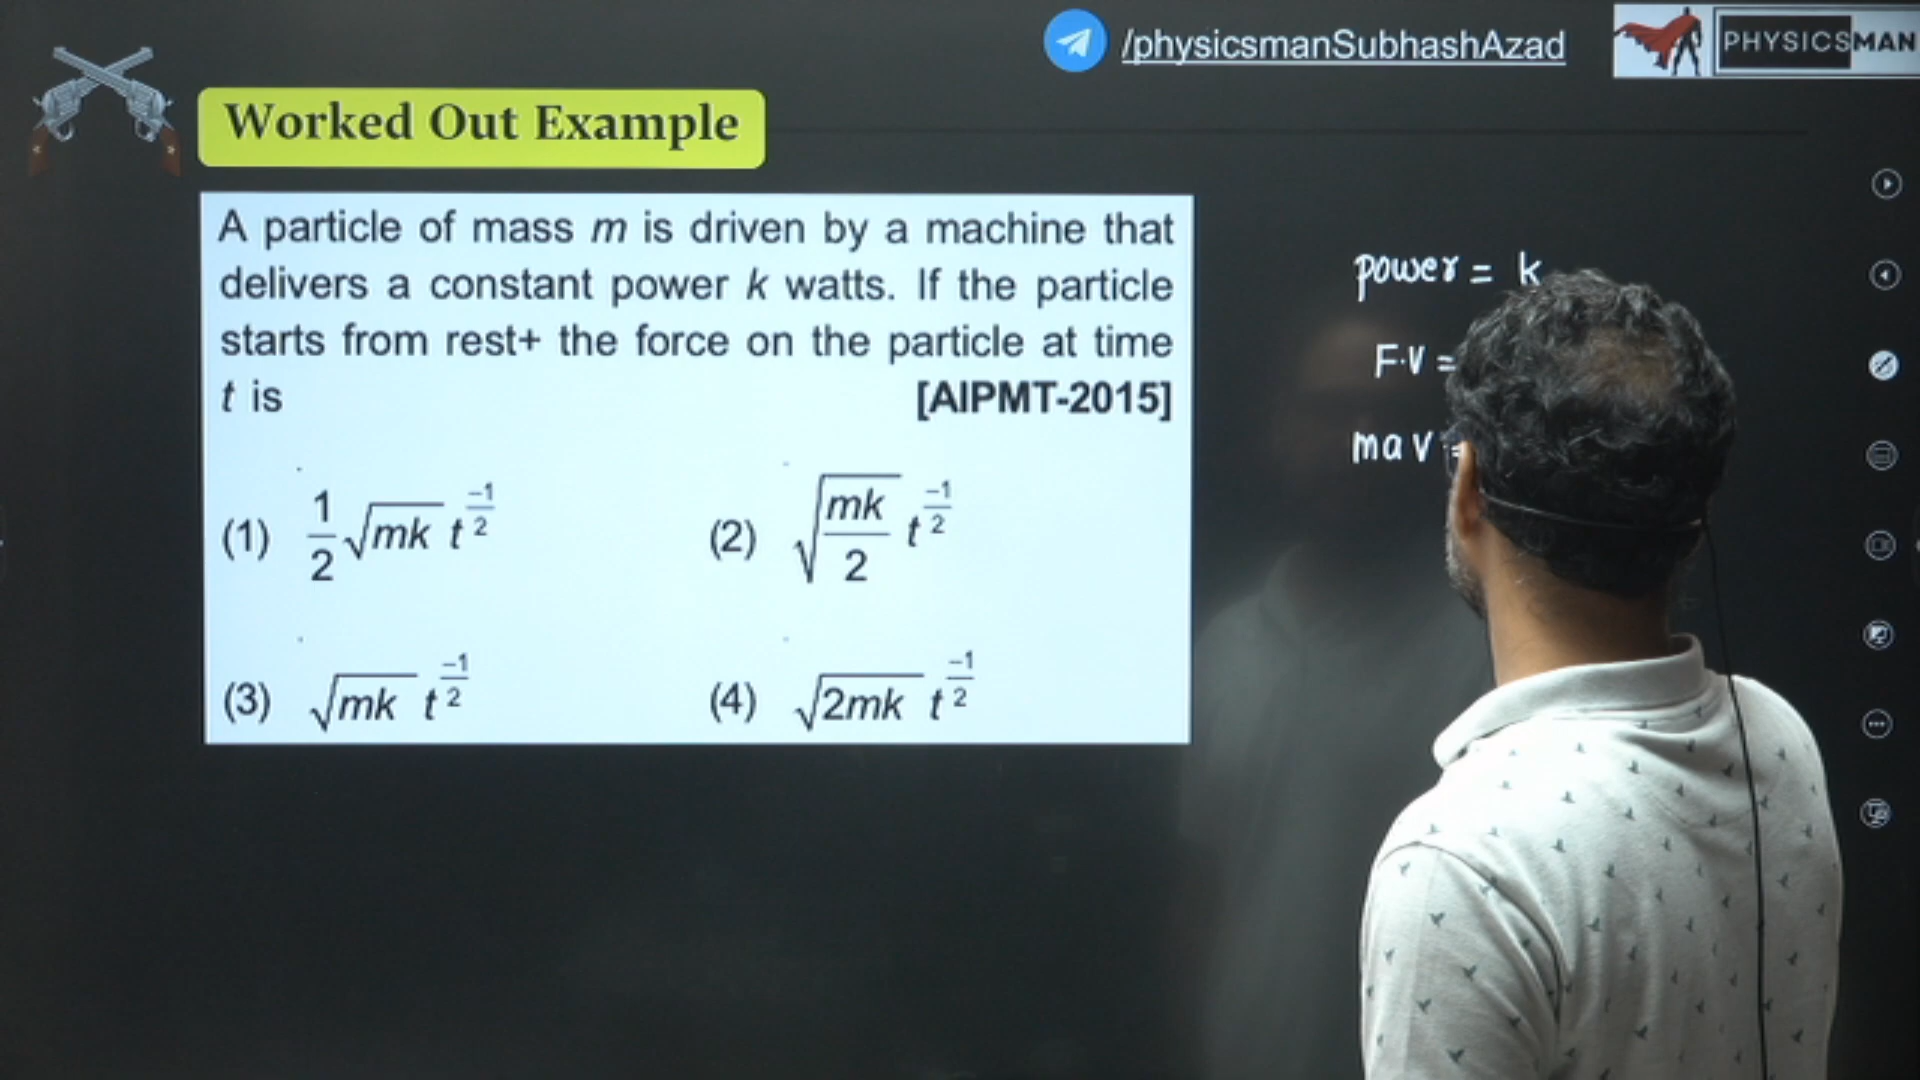 /physicsmanSubhashAzad
PHYSICSMAN
Worked Out Example
A particle of mass m is driven by a machine that
delivers a constant power k watts. If the particle
starts from rest+ the force on the particle at time
t is [AIPMT-2015]
(1) 1/2 √mk t^(-1/2) (2) √(mk/2) t^(-1/2)
(3) √mk t^(-1/2) (4) √2mk t^(-1/2)
power = k
F·V =
ma V =